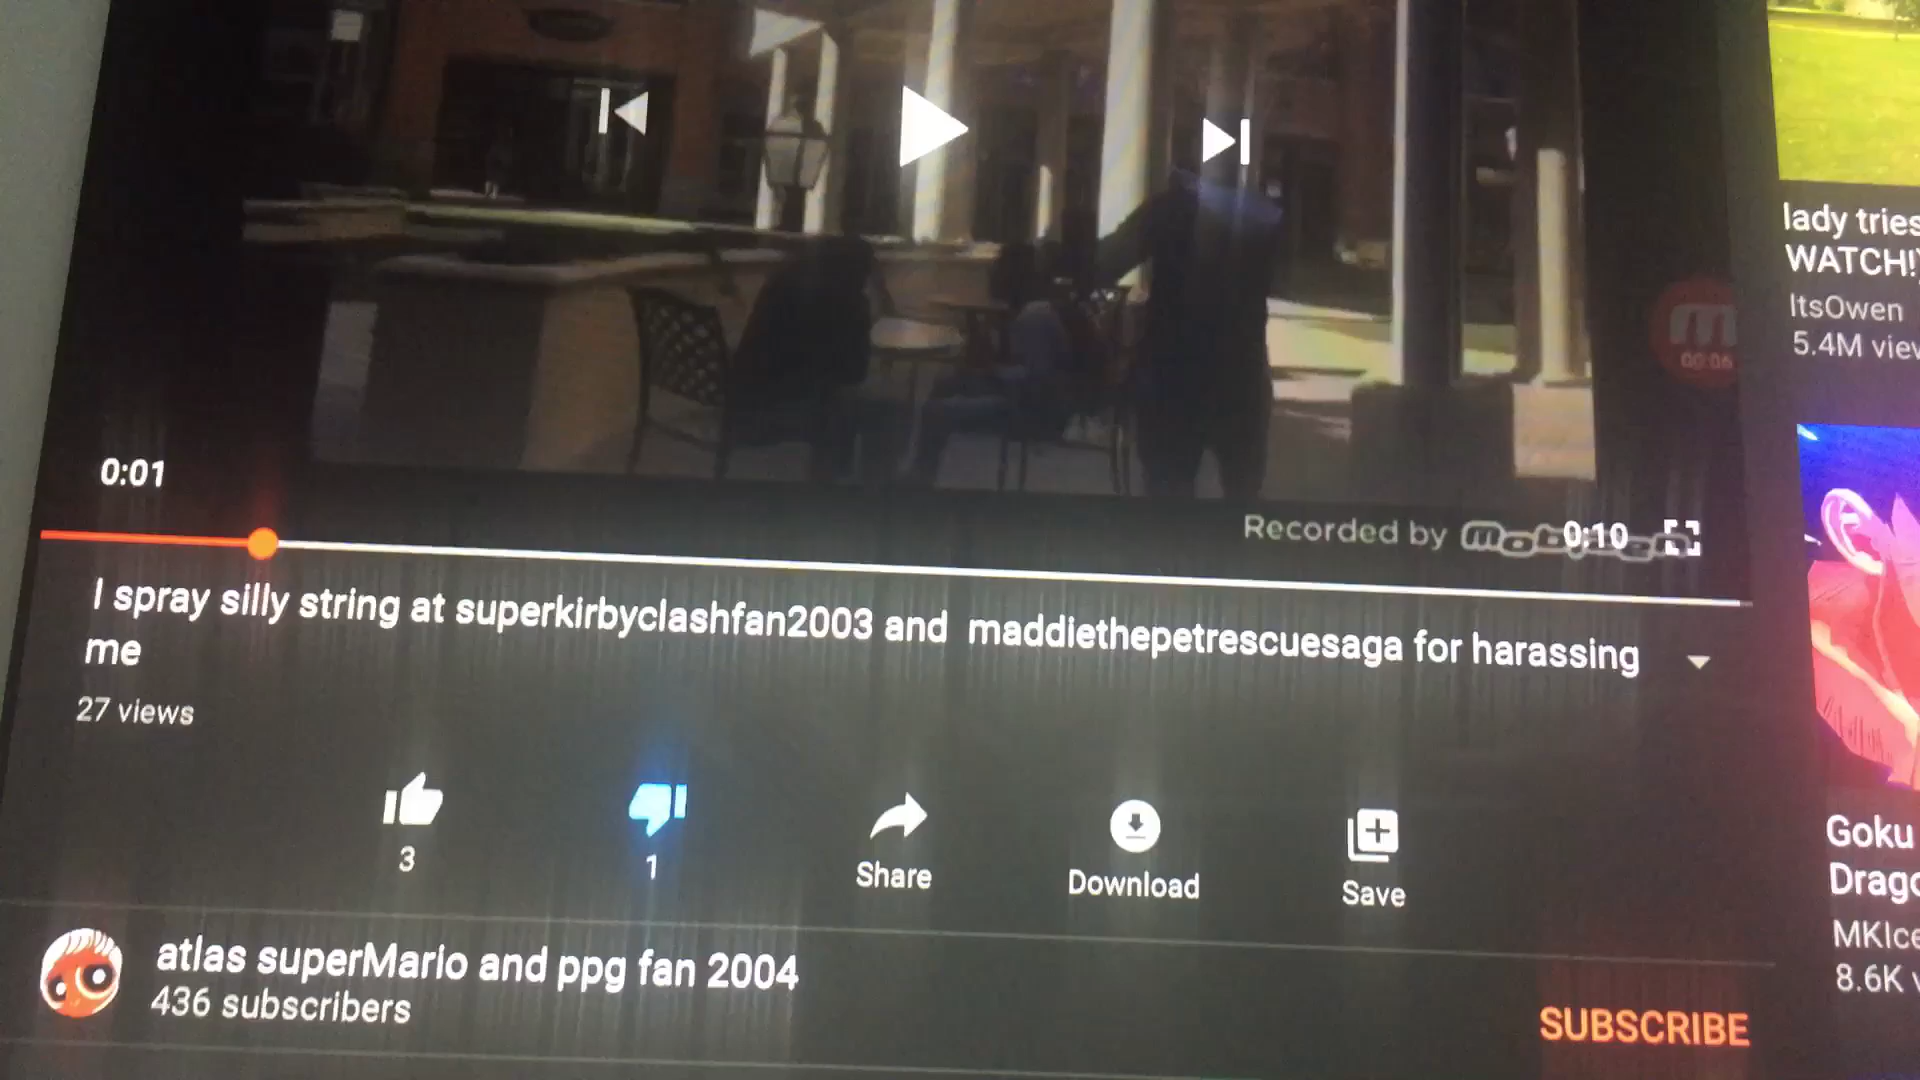 0:01
Recorded by
0:10
00:06
I spray silly string at superkirbyclashfan2003 and maddiethepetrescuesaga for harassing
me
27 views
3
1
Share
Download
Save
atlas superMario and ppg fan 2004
436 subscribers
SUBSCRIBE
lady tries
WATCH!)
ItsOwen
5.4M view
Goku
Drago
MKIce
8.6K v